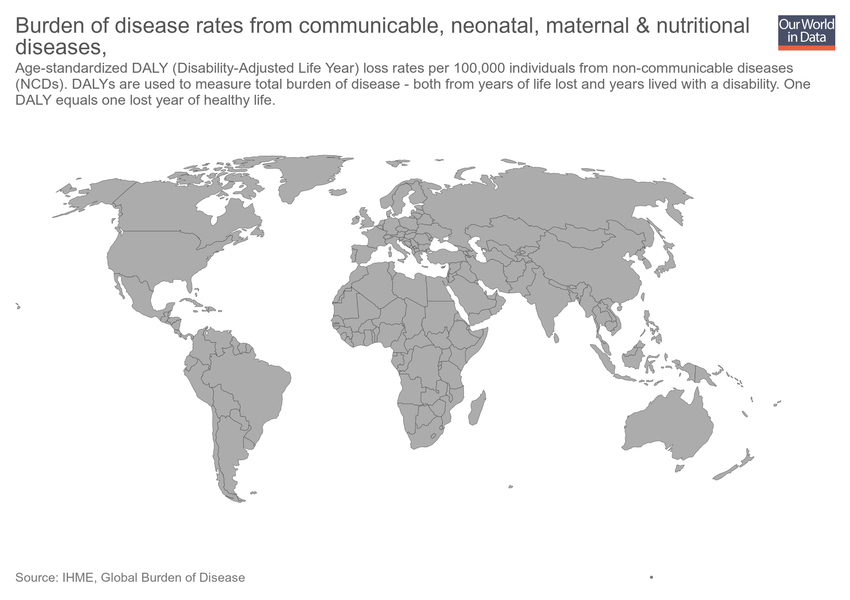 Burden of disease rates from communicable, neonatal, maternal & nutritional
diseases,
Our World
in Data
Age-standardized DALY (Disability-Adjusted Life Year) loss rates per 100,000 individuals from non-communicable diseases
(NCDs). DALYs are used to measure total burden of disease - both from years of life lost and years lived with a disability. One
DALY equals one lost year of healthy life.
Source: IHME, Global Burden of Disease
•